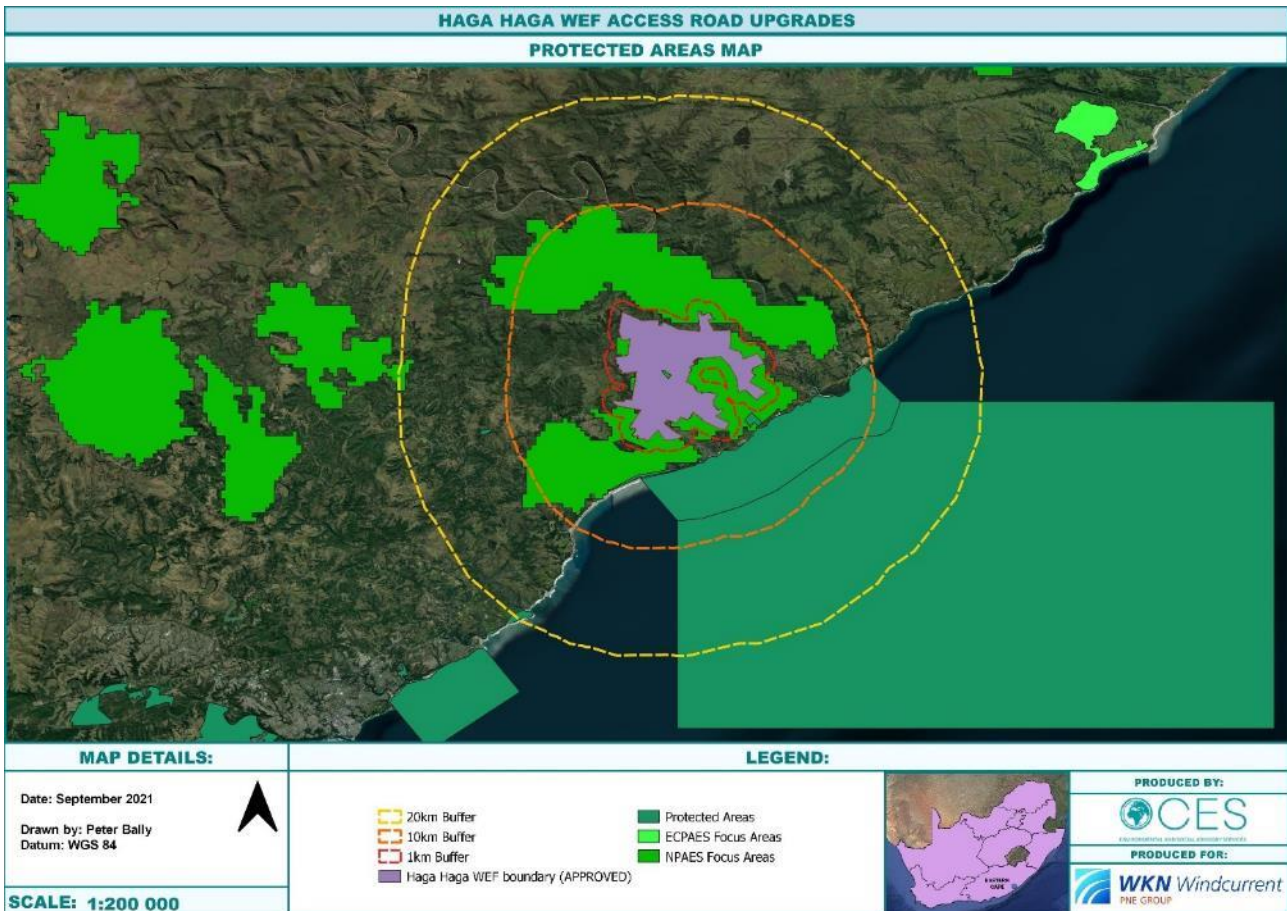 HAGA HAGA WEF ACCESS ROAD UPGRADES
PROTECTED AREAS MAP
MAP DETAILS:
Date: September 2021
Drawn by: Peter Bally
Datum: WGS 84
SCALE: 1:200 000
LEGEND:
20km Buffer
10km Buffer
1km Buffer
Haga Haga WEF boundary (APPROVED)
Protected Areas
ECPAES Focus Areas
NPAES Focus Areas
EASTERN
CAPE
PRODUCED BY:
CES
PRODUCED FOR:
WKN Windcurrent
PNE GROUP